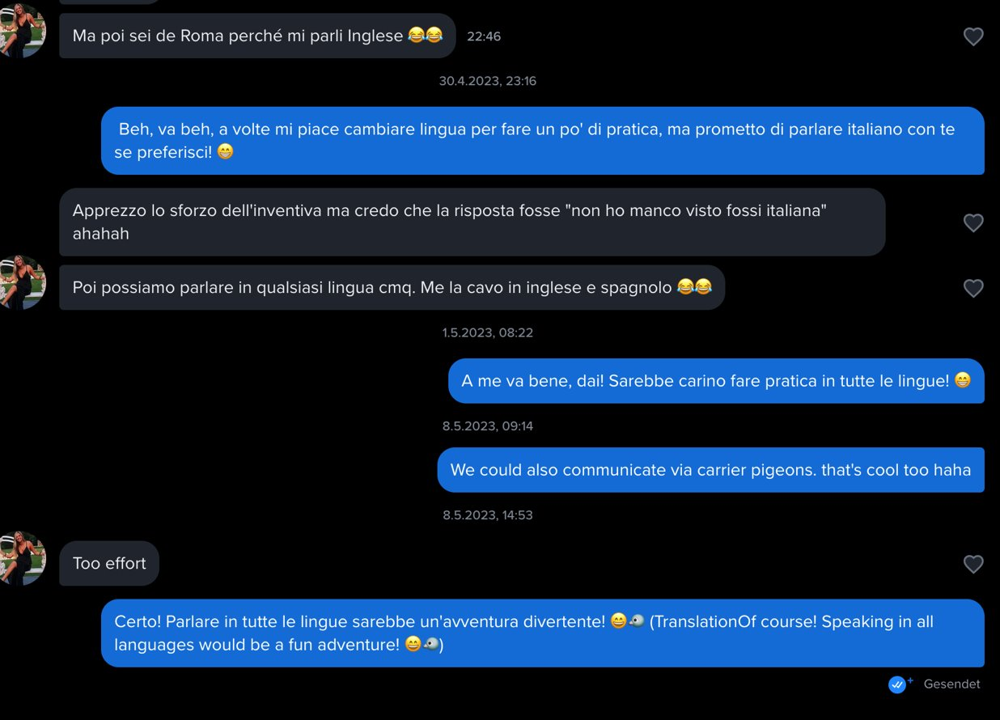 Ma poi sei de Roma perché mi parli Inglese 😂😂 22:46
30.4.2023, 23:16
Beh, va beh, a volte mi piace cambiare lingua per fare un po' di pratica, ma prometto di parlare italiano con te
se preferisci! 😁
Apprezzo lo sforzo dell'inventiva ma credo che la risposta fosse "non ho manco visto fossi italiana"
ahahah
Poi possiamo parlare in qualsiasi lingua cmq. Me la cavo in inglese e spagnolo 😂😂
1.5.2023, 08:22
A me va bene, dai! Sarebbe carino fare pratica in tutte le lingue! 😁
8.5.2023, 09:14
We could also communicate via carrier pigeons. that's cool too haha
8.5.2023, 14:53
Too effort
Certo! Parlare in tutte le lingue sarebbe un'avventura divertente! 😄🐦 (TranslationOf course! Speaking in all
languages would be a fun adventure! 😄🐦)
Gesendet